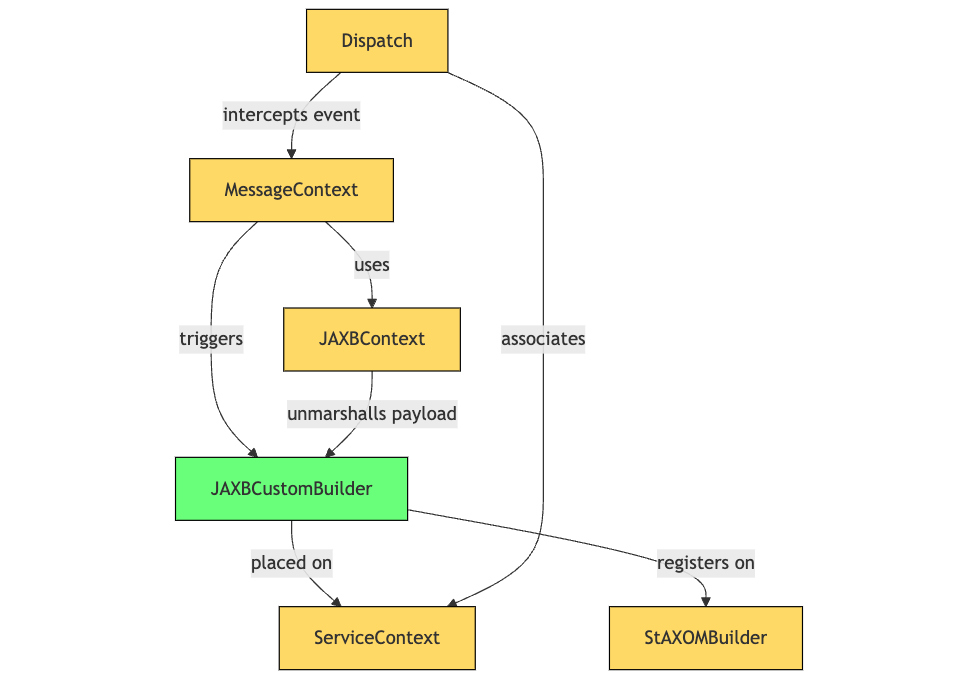 Dispatch
intercepts event
MessageContext
uses
triggers
JAXBContext
associates
unmarshalls payload
JAXBCustomBuilder
placed on
registers on
ServiceContext
StAXOMBuilder